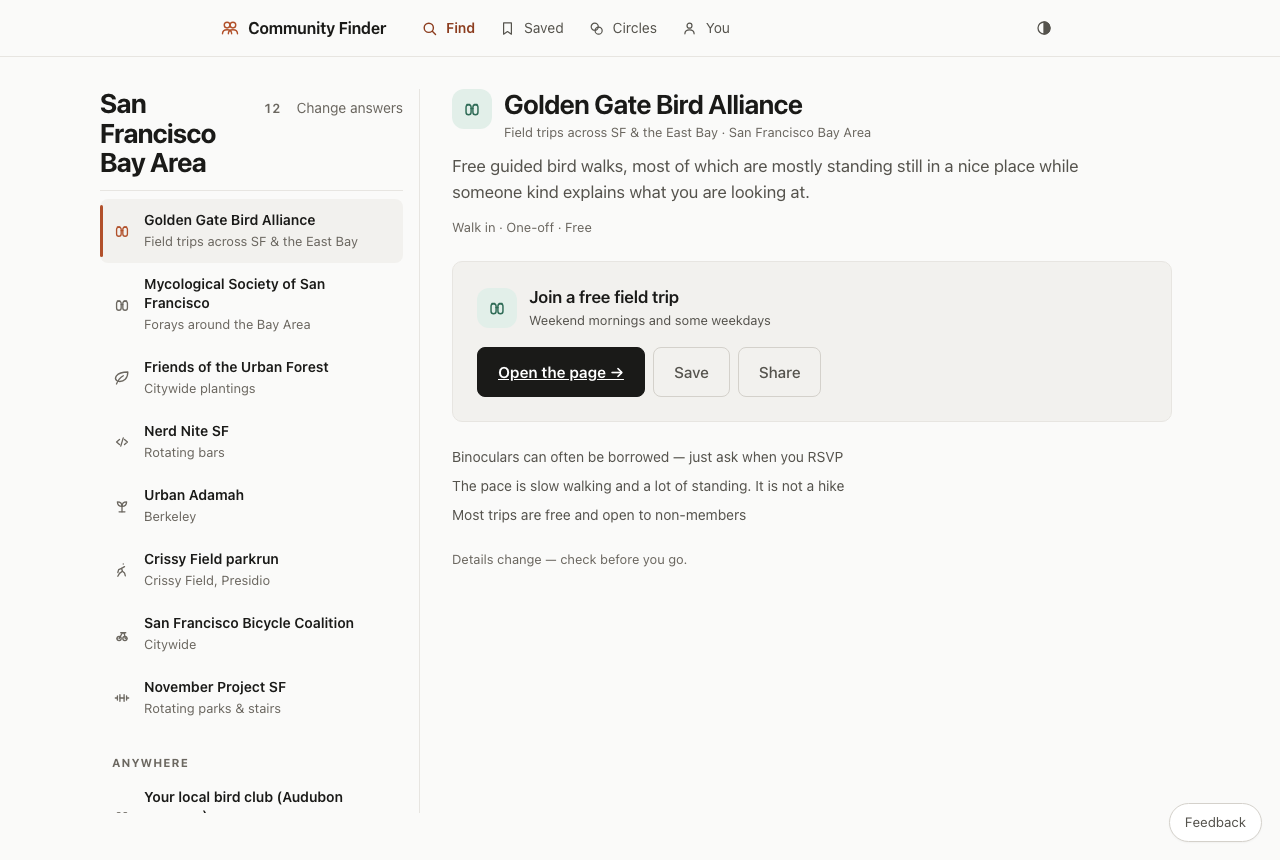 Community Finder
Find
Saved
Circles
You
San
Francisco
Bay Area
12
Change answers
Golden Gate Bird Alliance
Field trips across SF & the East Bay
Mycological Society of San
Francisco
Forays around the Bay Area
Friends of the Urban Forest
Citywide plantings
Nerd Nite SF
Rotating bars
Urban Adamah
Berkeley
Crissy Field parkrun
Crissy Field, Presidio
San Francisco Bicycle Coalition
Citywide
November Project SF
Rotating parks & stairs
ANYWHERE
Your local bird club (Audubon
Golden Gate Bird Alliance
Field trips across SF & the East Bay · San Francisco Bay Area
Free guided bird walks, most of which are mostly standing still in a nice place while
someone kind explains what you are looking at.
Walk in · One-off · Free
Join a free field trip
Weekend mornings and some weekdays
Open the page →
Save
Share
Binoculars can often be borrowed — just ask when you RSVP
The pace is slow walking and a lot of standing. It is not a hike
Most trips are free and open to non-members
Details change — check before you go.
Feedback